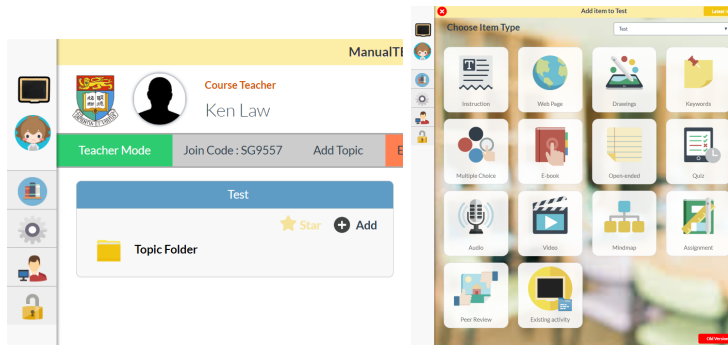 ManualTE
Course Teacher
Ken Law
Teacher Mode
Join Code : SG9557
Add Topic
E
Test
Star
Add
Topic Folder
Add item to Test
Latest
Choose Item Type
Test
Instruction
Web Page
Drawings
Keywords
Multiple Choice
E-book
Open-ended
Quiz
Audio
Video
Mindmap
Assignment
Peer Review
Existing activity
Old Version